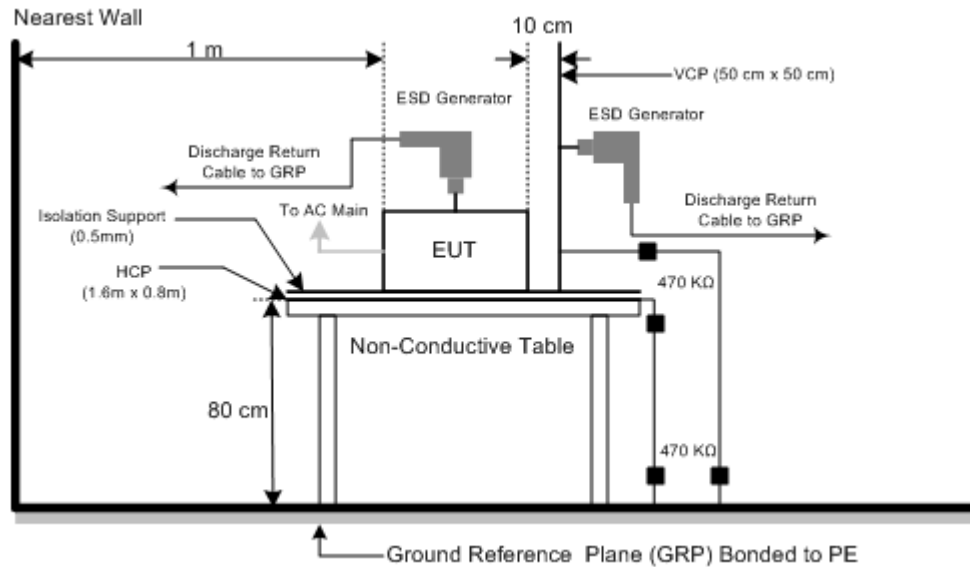 Nearest Wall
10 cm
1 m
VCP (50 cm x 50 cm)
ESD Generator
ESD Generator
Discharge Return
Cable to GRP
Isolation Support
(0.5mm)
To AC Main
Discharge Return
Cable to GRP
EUT
HCP
(1.6m x 0.8m)
470 KΩ
Non-Conductive Table
80 cm
470 KΩ
Ground Reference Plane (GRP) Bonded to PE